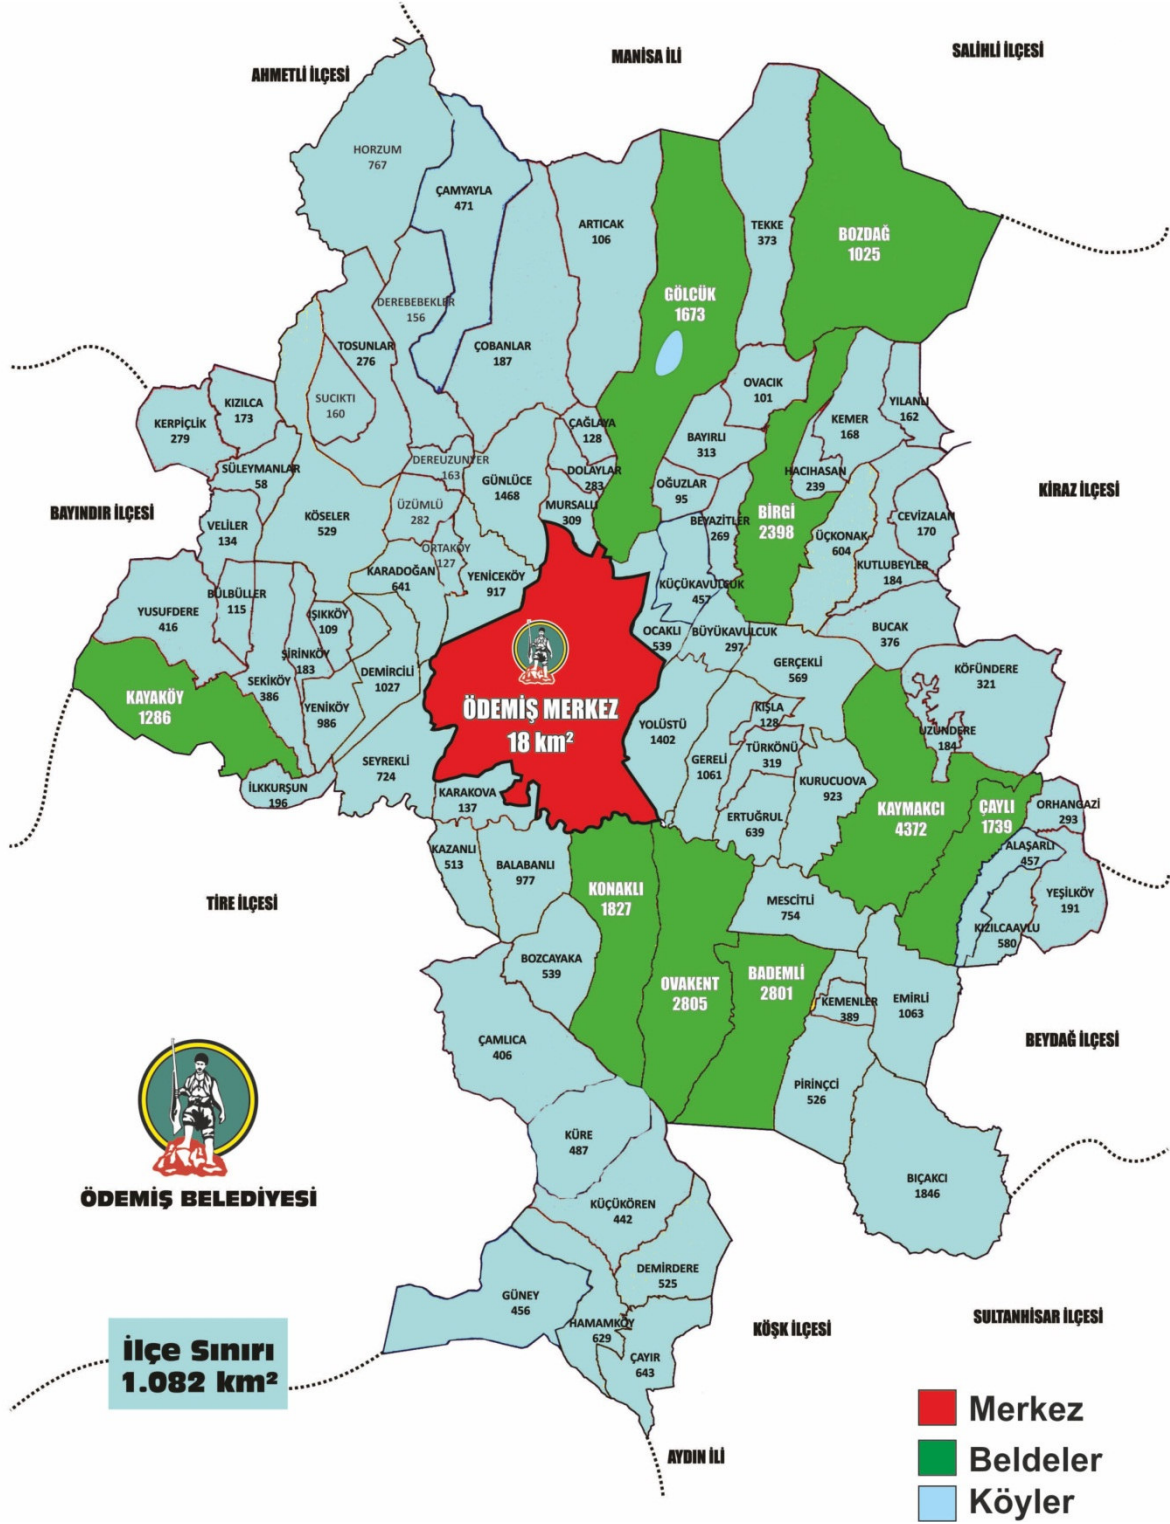 MANİSA İLİ
SALİHLİ İLÇESİ
AHMETLİ İLÇESİ
HORZUM
767
ÇAMYAYLA
471
ARTICAK
106
TEKKE
373
BOZDAĞ
1025
GÖLCÜK
1673
DEREBEBEKLER
156
TOSUNLAR
276
ÇOBANLAR
187
OVACIK
101
SUCIKTI
160
KIZILCA
173
KERPİÇLİK
279
YILANLI
162
KEMER
168
ÇAĞLAYA
128
BAYIRLI
313
SÜLEYMANLAR
58
DEREUZUNYER
163
GÜNLÜCE
1468
DOLAYLAR
283
OĞUZLAR
95
HACIHASAN
239
KİRAZ İLÇESİ
BAYINDIR İLÇESİ
VELİLER
134
KÖSELER
529
ÜZÜMLÜ
282
MURSALLI
309
BEYAZİTLER
269
BİRGİ
2398
CEVİZALAN
170
ÜÇKONAK
604
ORTAKÖY
127
KARADOĞAN
641
YENİCEKÖY
917
KUTLUBEYLER
184
KÜÇÜKAVULCUK
457
BÜLBÜLLER
115
YUSUFDERE
416
IŞIKKÖY
109
OCAKLI
539
BÜYÜKAVULCUK
297
BUCAK
376
ŞİRİNKÖY
183
DEMİRCİLİ
1027
GERÇEKLİ
569
KÖFÜNDERE
321
SEKİKÖY
386
KAYAKÖY
1286
YENİKÖY
986
ÖDEMİŞ MERKEZ
18 km²
KIŞLA
128
YOLÜSTÜ
1402
UZUNDERE
184
TÜRKÖNÜ
319
GERELİ
1061
SEYREKLİ
724
KURUCUOVA
923
İLKKURŞUN
196
KARAKOVA
137
KAYMAKCI
4372
ÇAYLI
1739
ORHANGAZİ
293
ERTUĞRUL
639
KAZANLI
513
ALAŞARLI
457
BALABANLI
977
KONAKLI
1827
YEŞİLKÖY
191
TİRE İLÇESİ
MESCİTLİ
754
KIZILCAAVLU
580
BOZCAYAKA
539
OVAKENT
2805
BADEMLİ
2801
KEMENLER
389
EMİRLİ
1063
ÇAMLICA
406
BEYDAĞ İLÇESİ
PİRİNÇCİ
526
KÜRE
487
BIÇAKCI
1846
ÖDEMİŞ BELEDİYESİ
KÜÇÜKÖREN
442
DEMİRDERE
525
GÜNEY
456
HAMAMKÖY
629
KÖŞK İLÇESİ
SULTANHİSAR İLÇESİ
İlçe Sınırı
1.082 km²
ÇAYIR
643
AYDIN İLİ
Merkez
Beldeler
Köyler